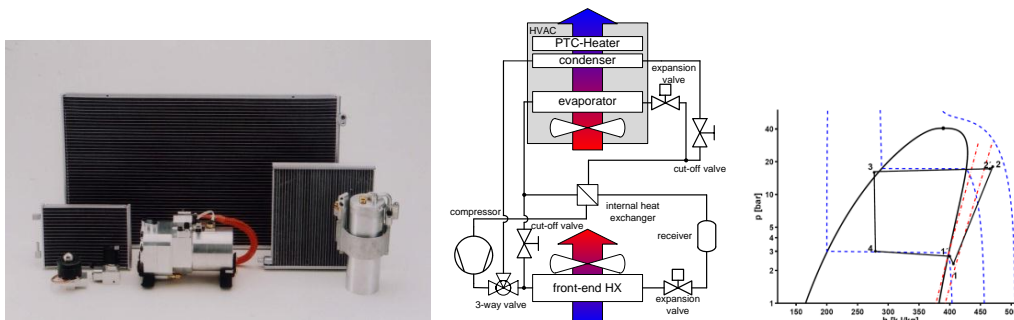 HVAC
PTC-Heater
condenser
expansion
valve
evaporator
cut-off valve
internal heat
exchanger
compressor
cut-off valve
receiver
front-end HX
3-way valve
expansion
valve
p [bar]
40
20
10
5
4
3
2
1
3
2
2
4
1
1
150
200
250
300
350
400
450
500